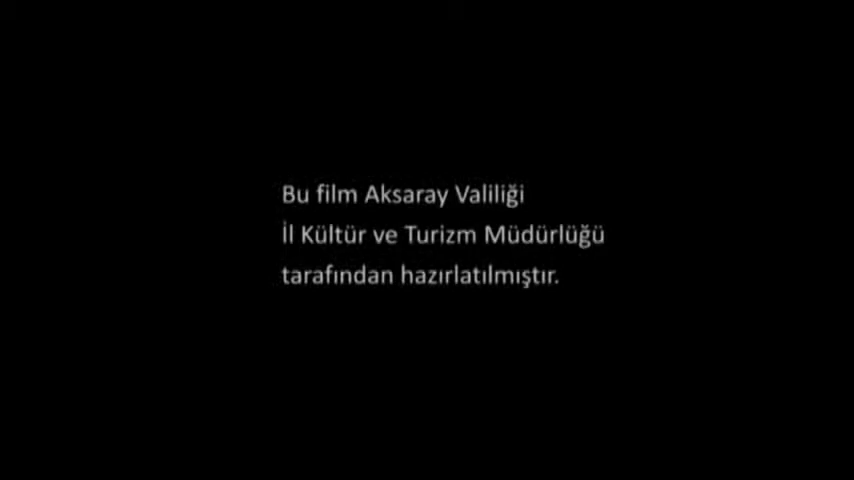 Bu film Aksaray Valiliği
İl Kültür ve Turizm Müdürlüğü
tarafından hazırlatılmıştır.